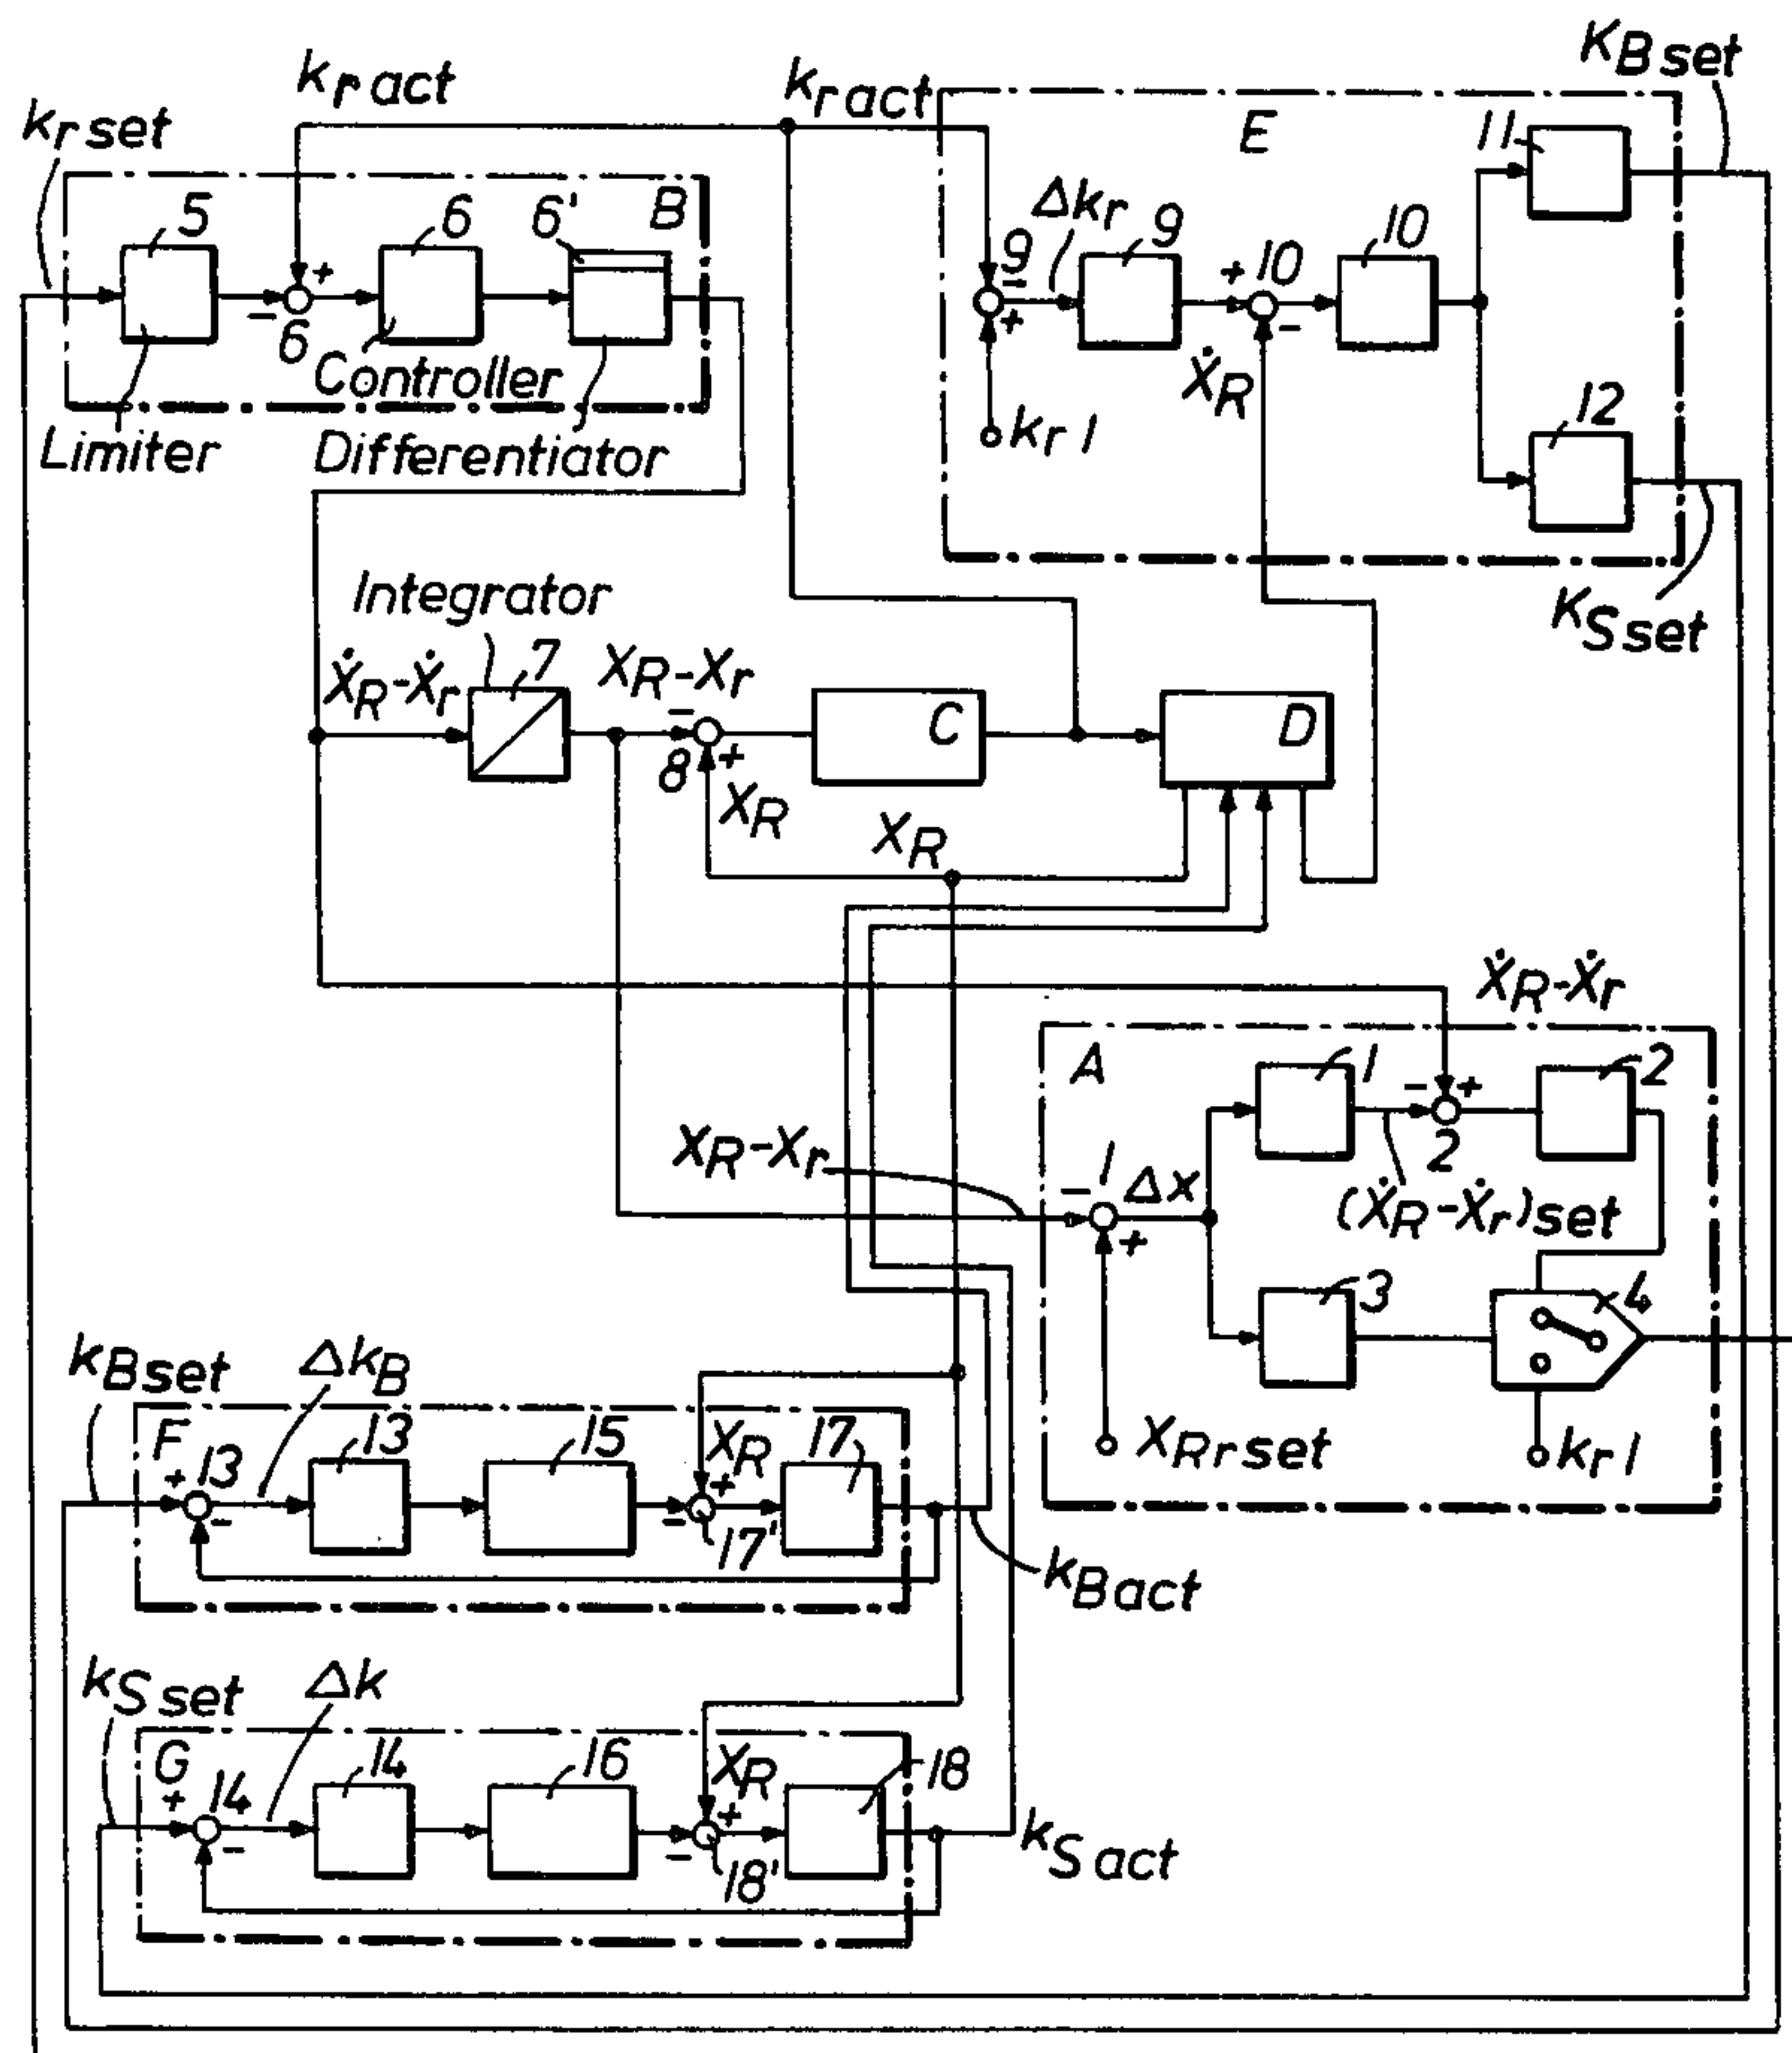 k_r act
k_r act
K_B set
k_r set
E
11
5
6
6'
B
Δk_r
9
9
+
10
10
-
+
-
+
-
6
Controller
Ẋ_R
k_r1
12
Limiter
Differentiator
Integrator
K_S set
Ẋ_R-Ẋ_r
7
X_R-X_r
-
8
+
C
D
X_R
X_R
Ẋ_R-Ẋ_r
A
1
-
+
2
2
X_R-X_r
-
1
Δx
+
(Ẋ_R-Ẋ_r)set
3
4
k_B set
Δk_B
X_Rr set
k_r1
F
+
13
-
13
15
X_R
+
-
17'
17
k_B act
k_S set
Δk
G
+
14
-
14
16
X_R
+
-
18'
18
k_S act